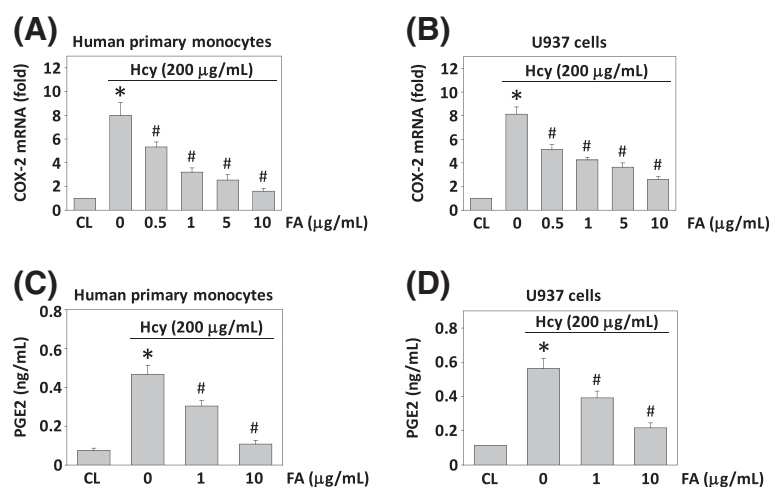 (A)
Human primary monocytes
Hcy (200 μg/mL)
COX-2 mRNA (fold)
12
10
8
6
4
2
0
*
#
#
#
#
CL 0 0.5 1 5 10 FA (μg/mL)
(B)
U937 cells
Hcy (200 μg/mL)
COX-2 mRNA (fold)
12
10
8
6
4
2
0
*
#
#
#
#
CL 0 0.5 1 5 10 FA (μg/mL)
(C)
Human primary monocytes
Hcy (200 μg/mL)
PGE2 (ng/mL)
0.8
0.6
0.4
0.2
0
*
#
#
CL 0 1 10 FA (μg/mL)
(D)
U937 cells
Hcy (200 μg/mL)
PGE2 (ng/mL)
0.8
0.6
0.4
0.2
0
*
#
#
CL 0 1 10 FA (μg/mL)